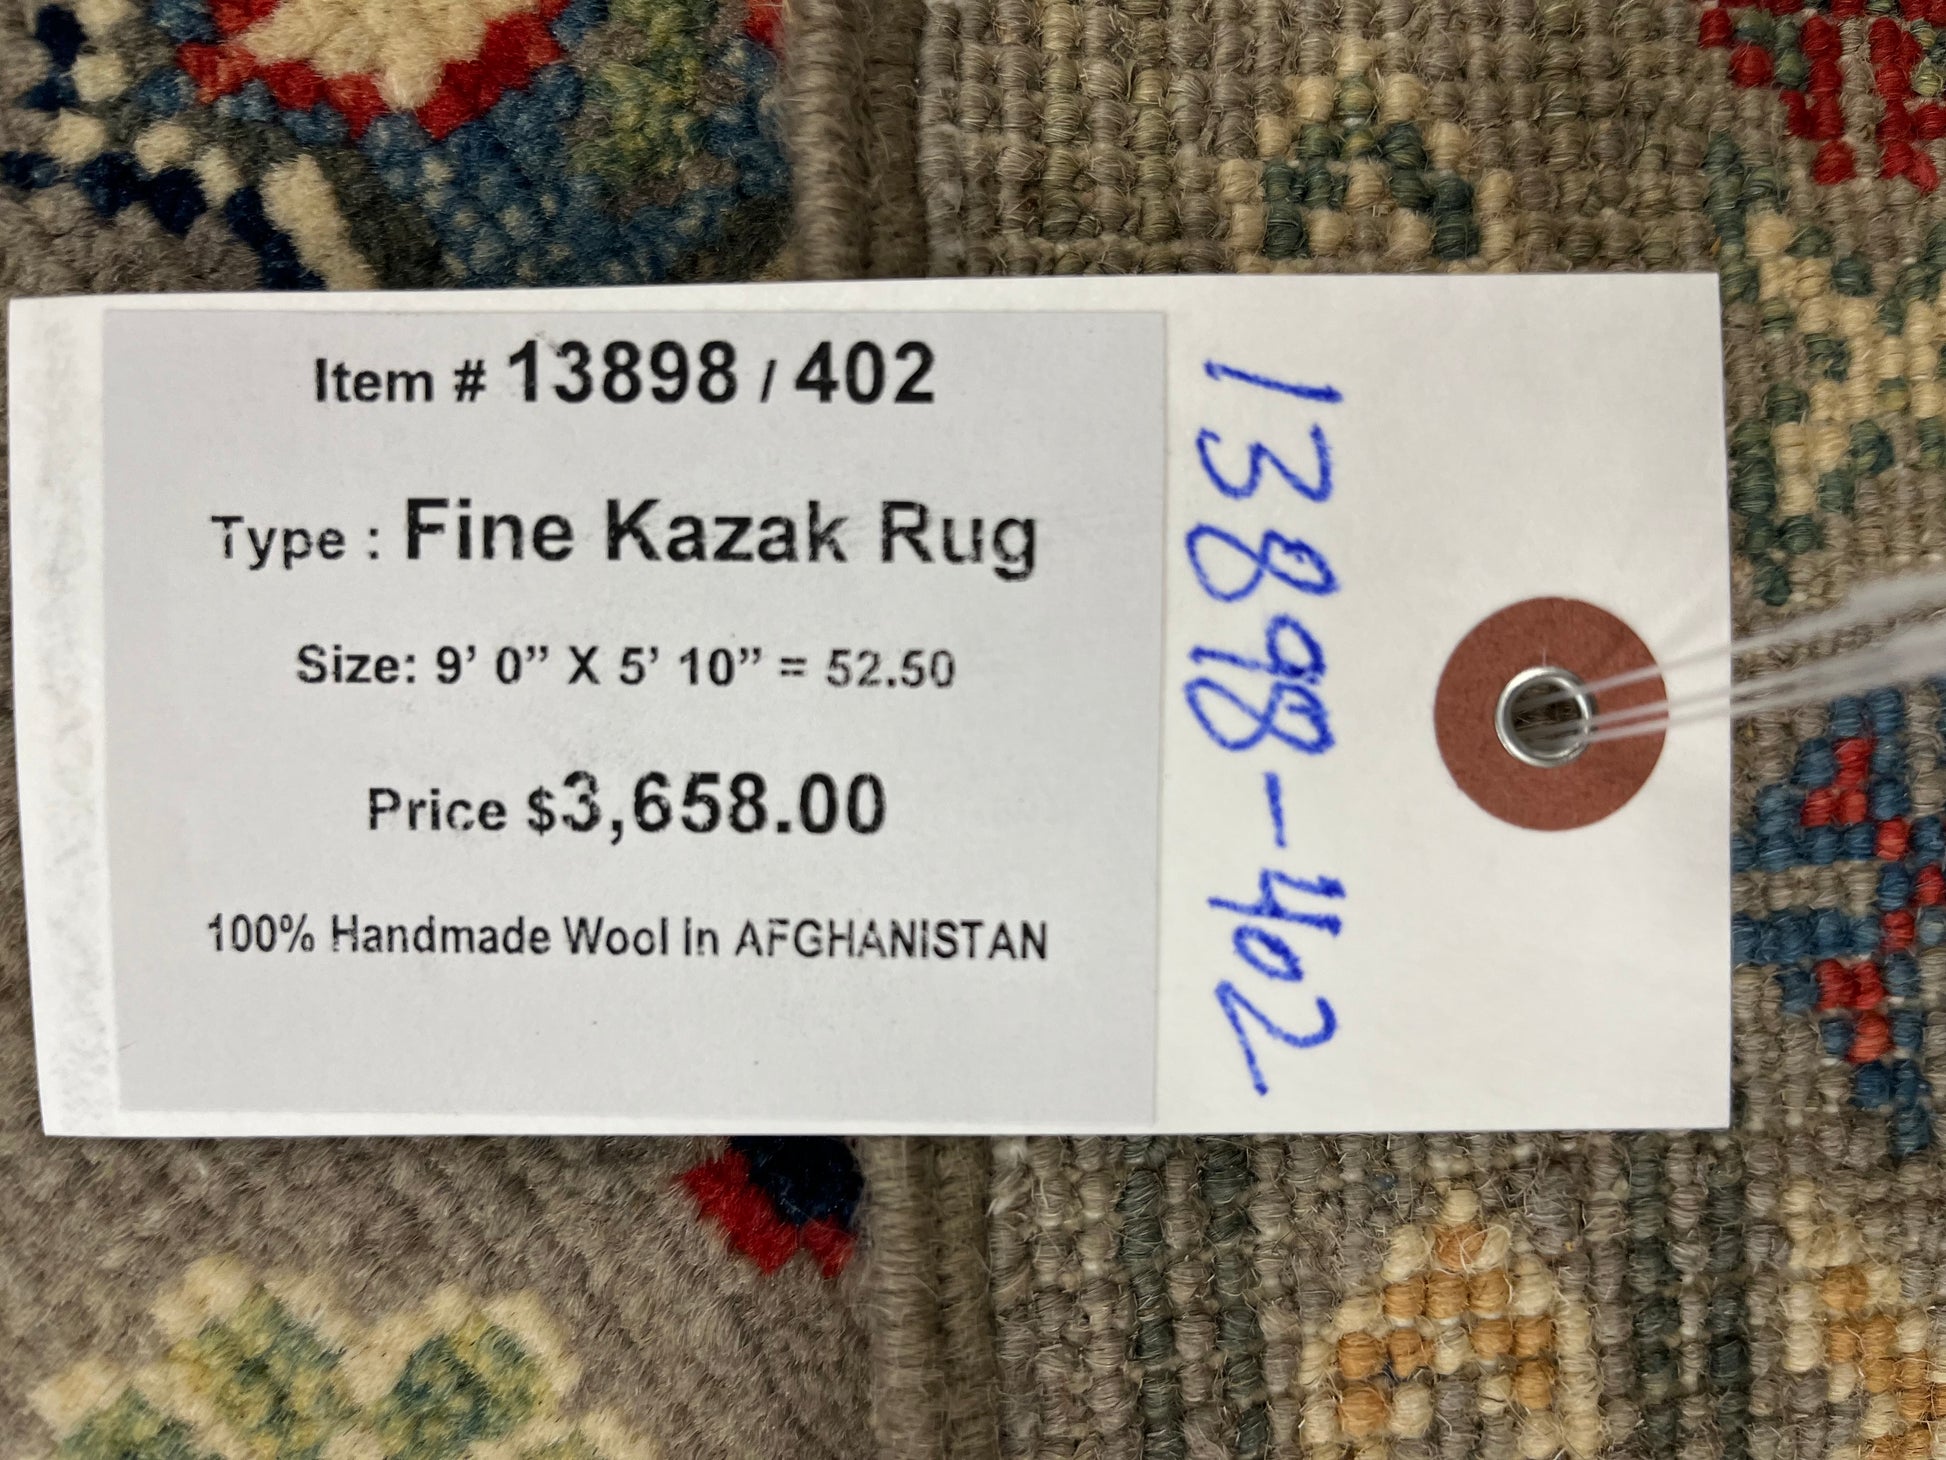 Item # 13898 / 402
Type : Fine Kazak Rug
Size: 9’ 0” X 5’ 10” = 52.50
Price $3,658.00
100% Handmade Wool in AFGHANISTAN
13898-402